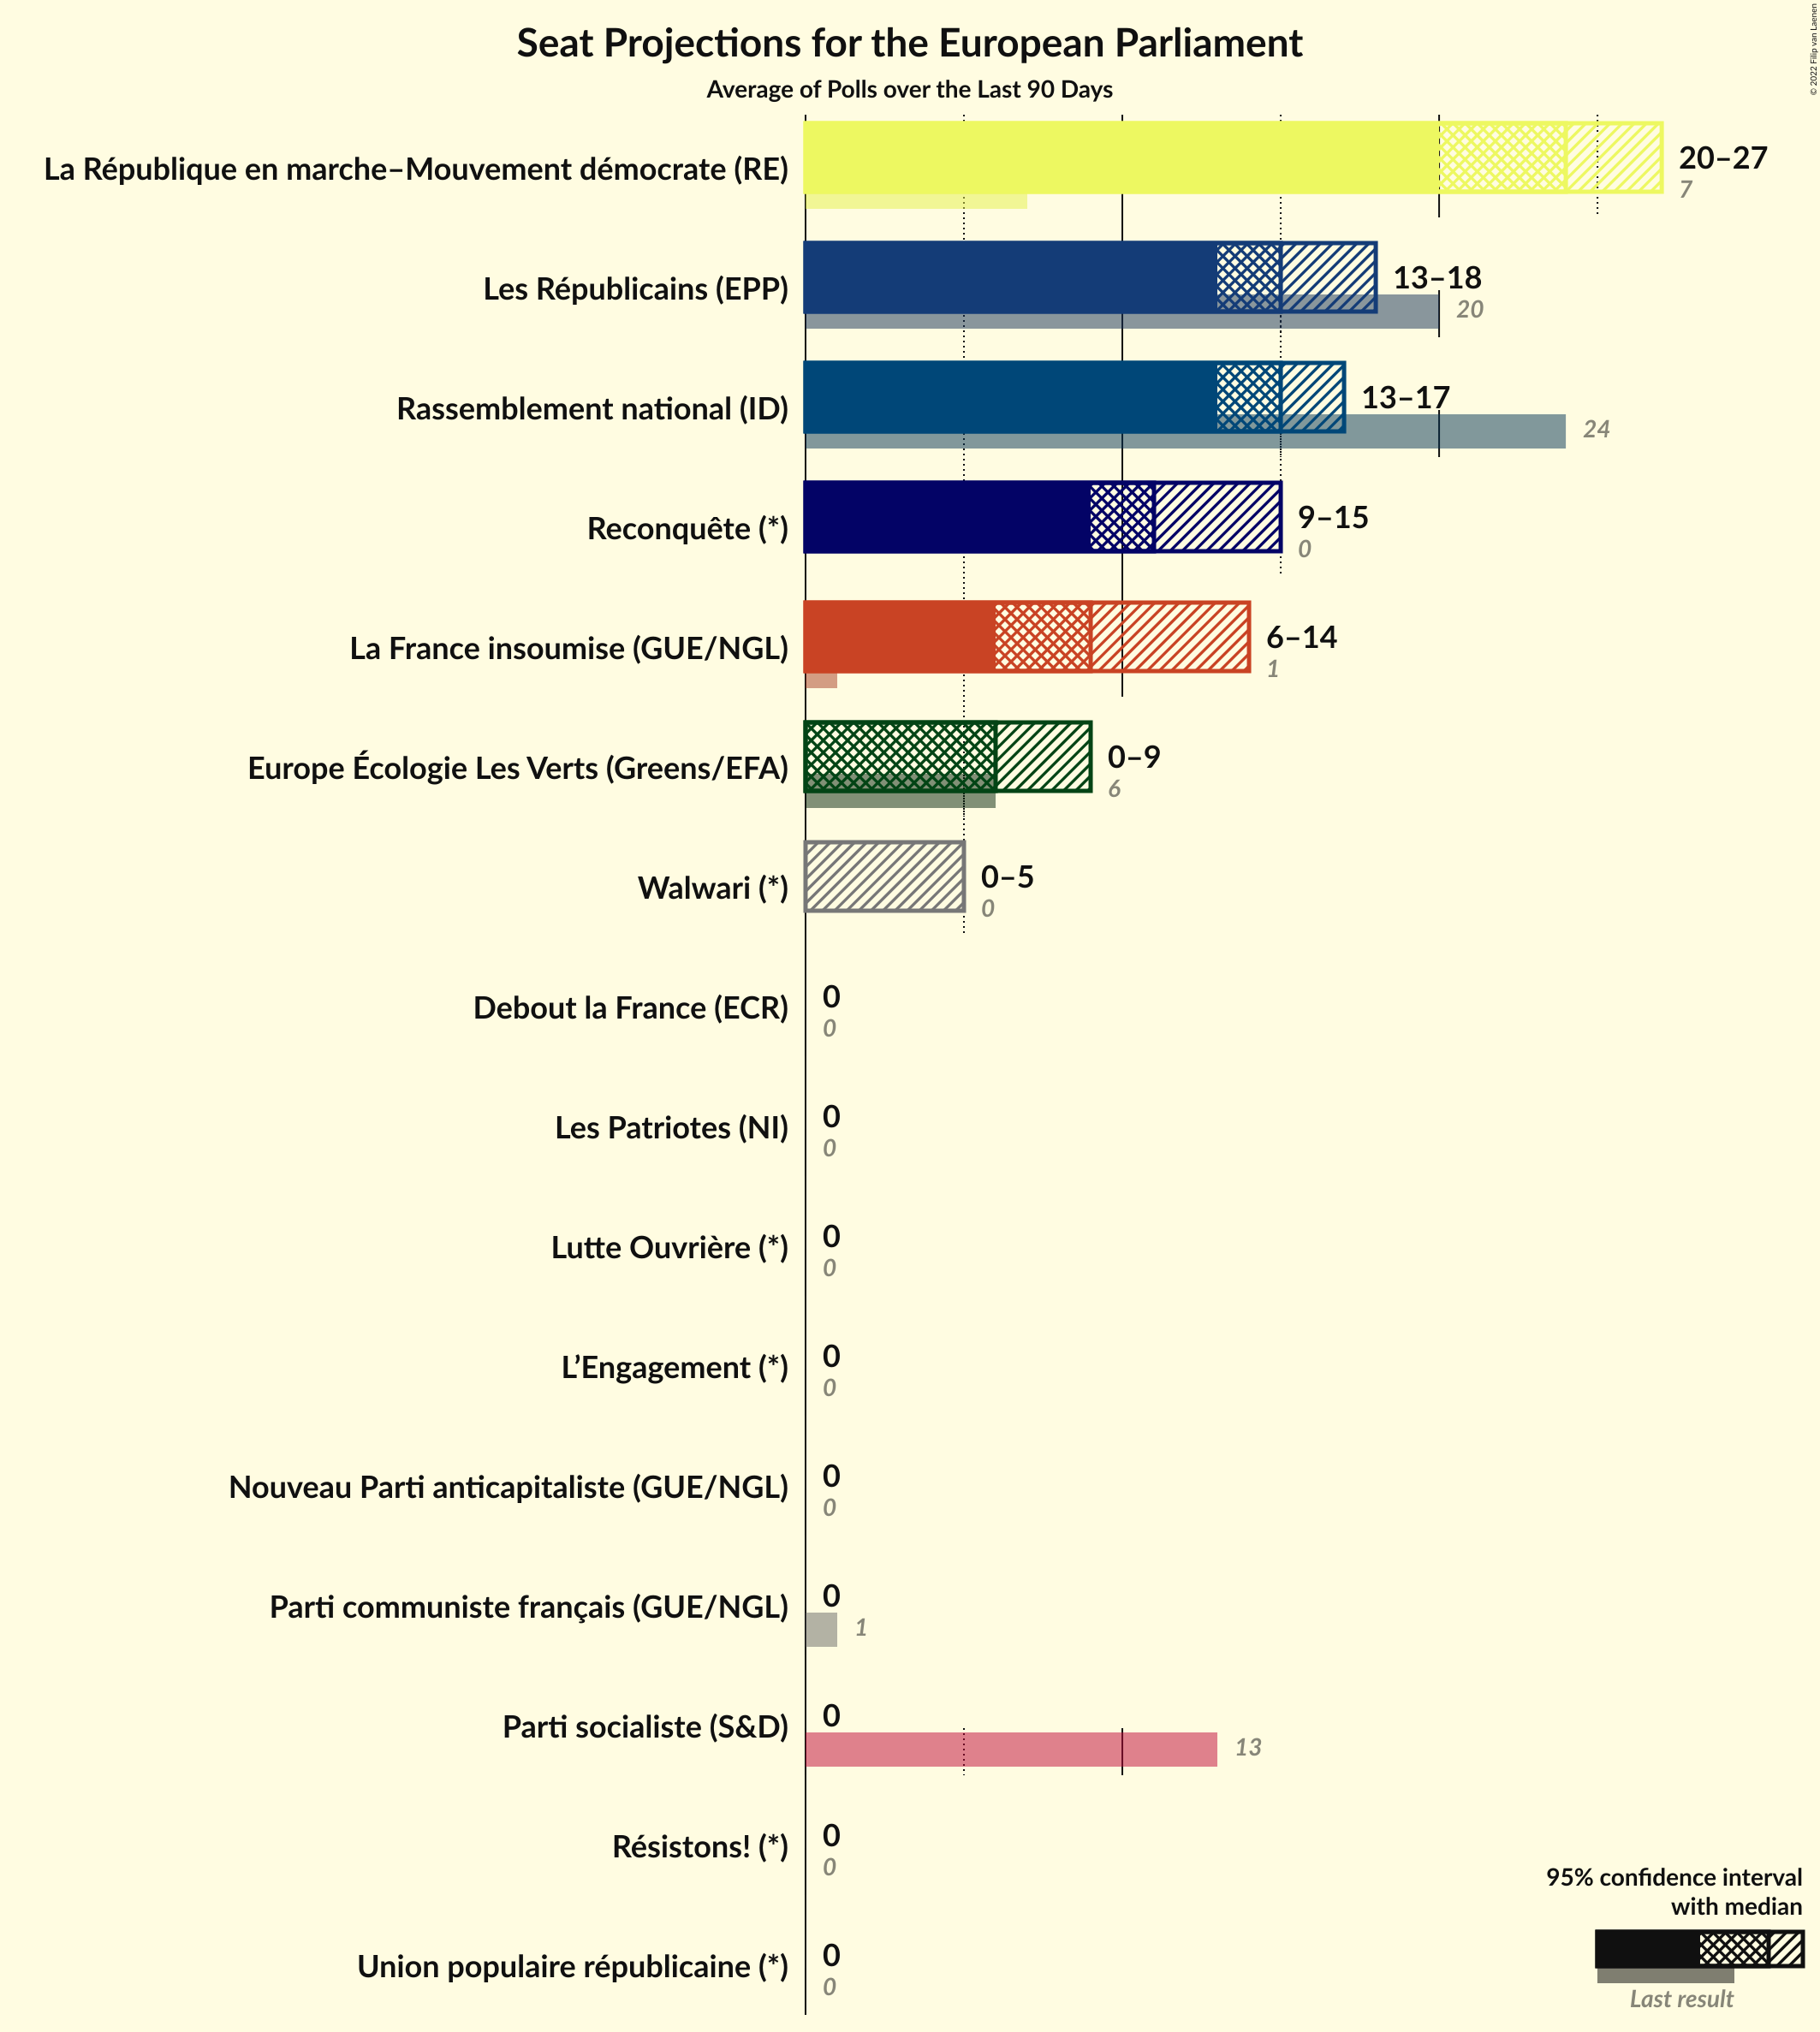 © 2022 Filip van Laenen
Seat Projections for the European Parliament
Average of Polls over the Last 90 Days
La République en marche–Mouvement démocrate (RE)
20–27
7
Les Républicains (EPP)
13–18
20
Rassemblement national (ID)
13–17
24
Reconquête (*)
9–15
0
La France insoumise (GUE/NGL)
6–14
1
Europe Écologie Les Verts (Greens/EFA)
0–9
6
Walwari (*)
0–5
0
Debout la France (ECR)
0
0
Les Patriotes (NI)
0
0
Lutte Ouvrière (*)
0
0
L’Engagement (*)
0
0
Nouveau Parti anticapitaliste (GUE/NGL)
0
0
Parti communiste français (GUE/NGL)
0
1
Parti socialiste (S&D)
0
13
Résistons! (*)
0
0
Union populaire républicaine (*)
0
0
95% confidence interval
with median
Last result